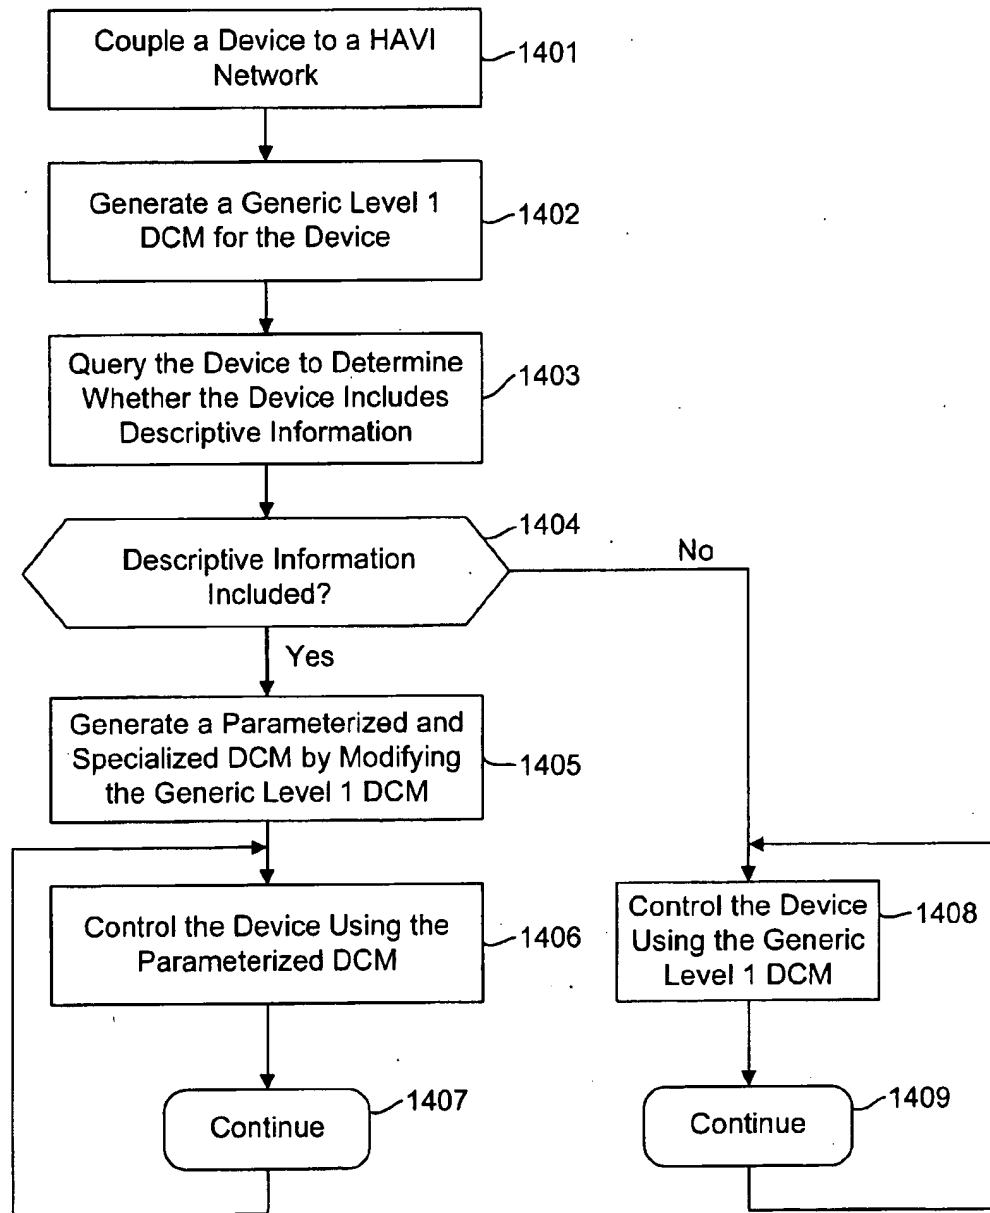 Couple a Device to a HAVI
Network
1401
Generate a Generic Level 1
DCM for the Device
1402
Query the Device to Determine
Whether the Device Includes
Descriptive Information
1403
Descriptive Information
Included?
1404
No
Yes
Generate a Parameterized and
Specialized DCM by Modifying
the Generic Level 1 DCM
1405
Control the Device Using the
Parameterized DCM
1406
Control the Device
Using the Generic
Level 1 DCM
1408
Continue
1407
Continue
1409